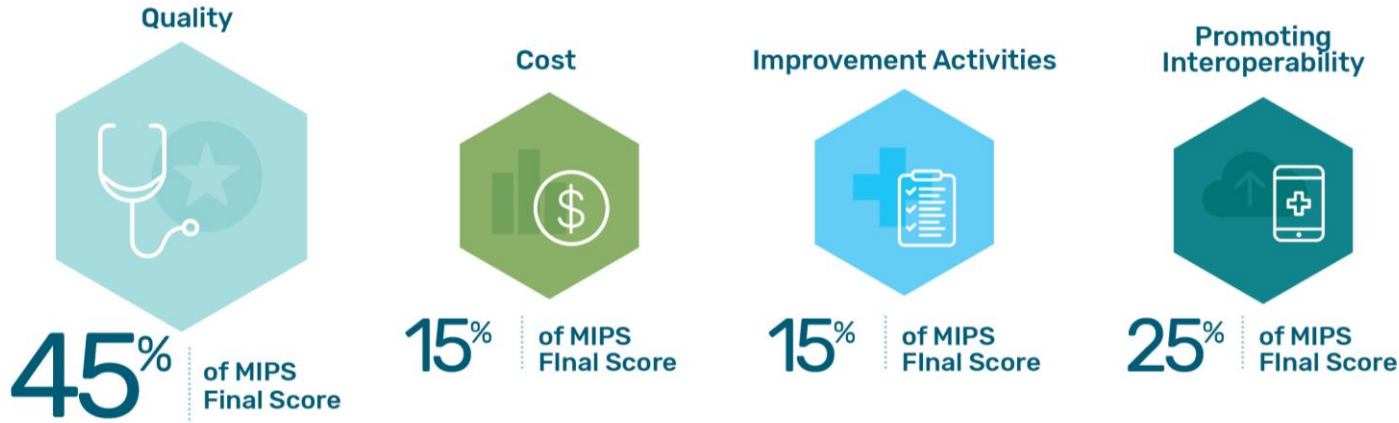 Quality
45%
of MIPS
Final Score
Cost
15%
of MIPS
FInal Score
Improvement Activities
15%
of MIPS
FInal Score
Promoting
Interoperability
25%
of MIPS
FInal Score